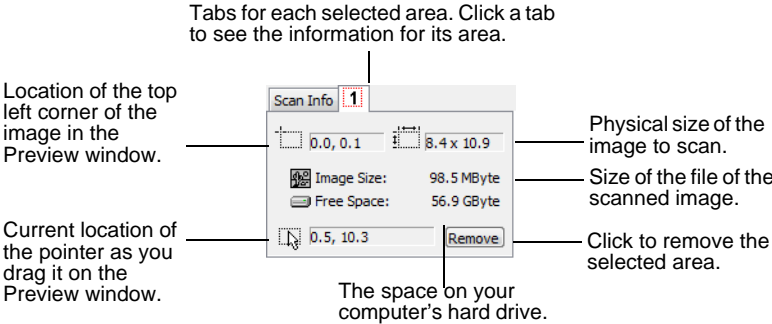 Tabs for each selected area. Click a tab
to see the information for its area.
Location of the top
left corner of the
image in the
Preview window.
Scan Info 1
0.0, 0.1 8.4 x 10.9
Physical size of the
image to scan.
Image Size: 98.5 MByte
Free Space: 56.9 GByte
Size of the file of the
scanned image.
Current location of
the pointer as you
drag it on the
Preview window.
0.5, 10.3 Remove
Click to remove the
selected area.
The space on your
computer's hard drive.